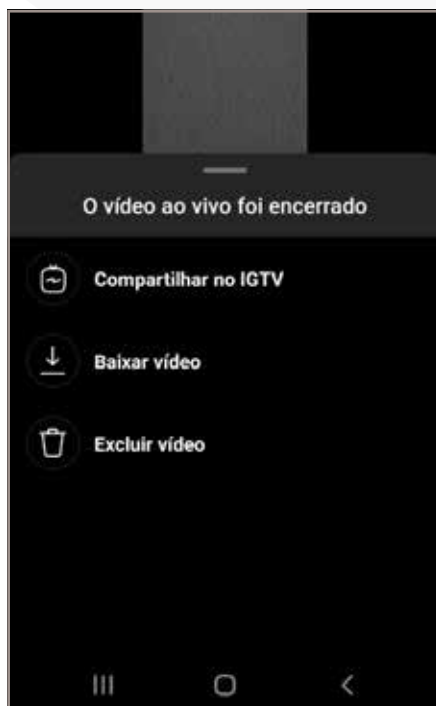 O vídeo ao vivo foi encerrado
Compartilhar no IGTV
Baixar vídeo
Excluir vídeo